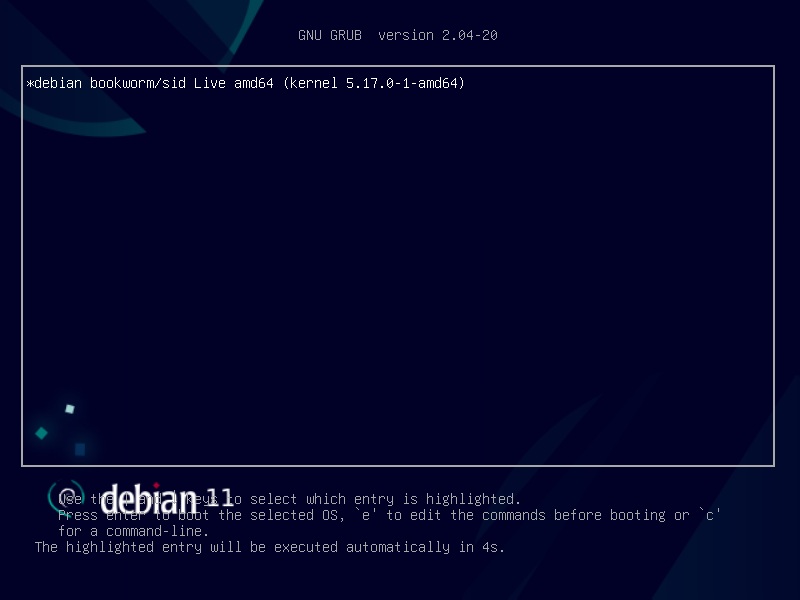 GNU GRUB version 2.04-20
*debian bookworm/sid Live amd64 (kernel 5.17.0-1-amd64)
debian 11
Use the and keys to select which entry is highlighted.
Press enter to boot the selected OS, `e' to edit the commands before booting or `c'
for a command-line.
The highlighted entry will be executed automatically in 4s.